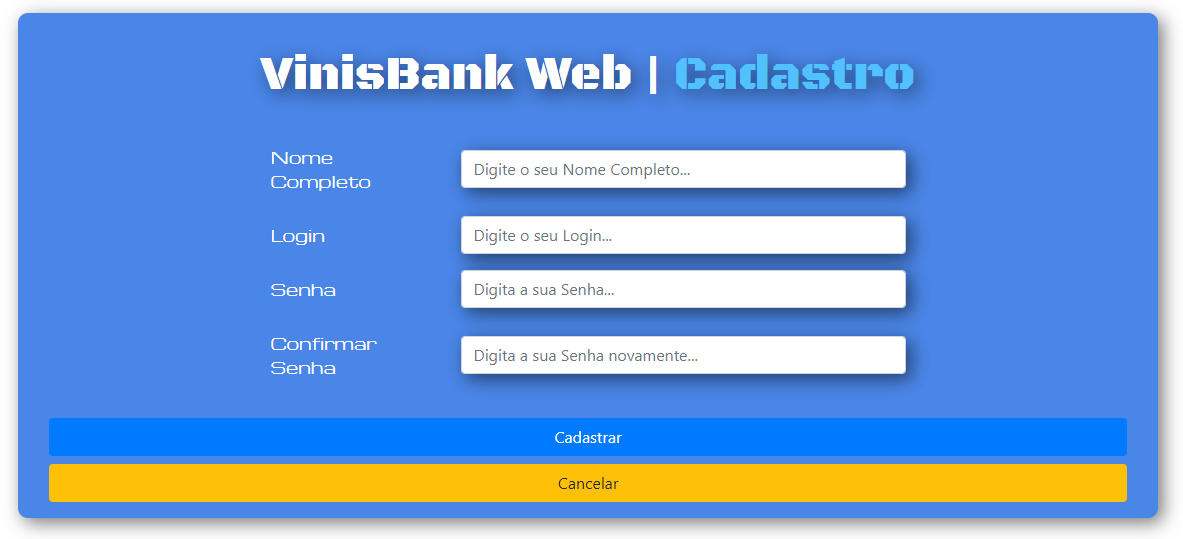 VinisBank Web | Cadastro
Nome
Completo
Digite o seu Nome Completo...
Login
Digite o seu Login...
Senha
Digita a sua Senha...
Confirmar
Senha
Digita a sua Senha novamente...
Cadastrar
Cancelar